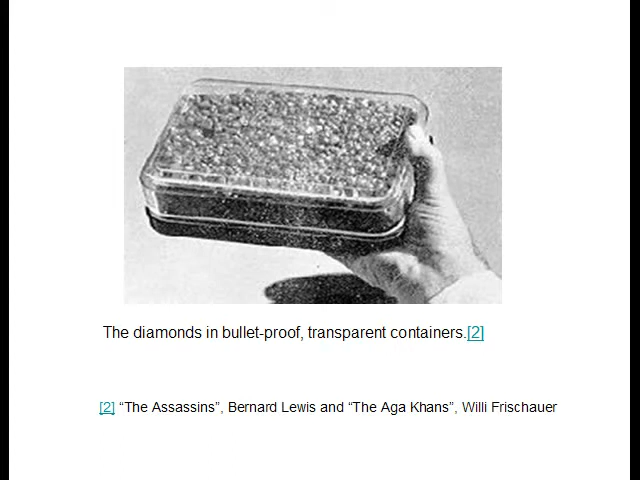 The diamonds in bullet-proof, transparent containers.[2]
[2] “The Assassins”, Bernard Lewis and “The Aga Khans”, Willi Frischauer